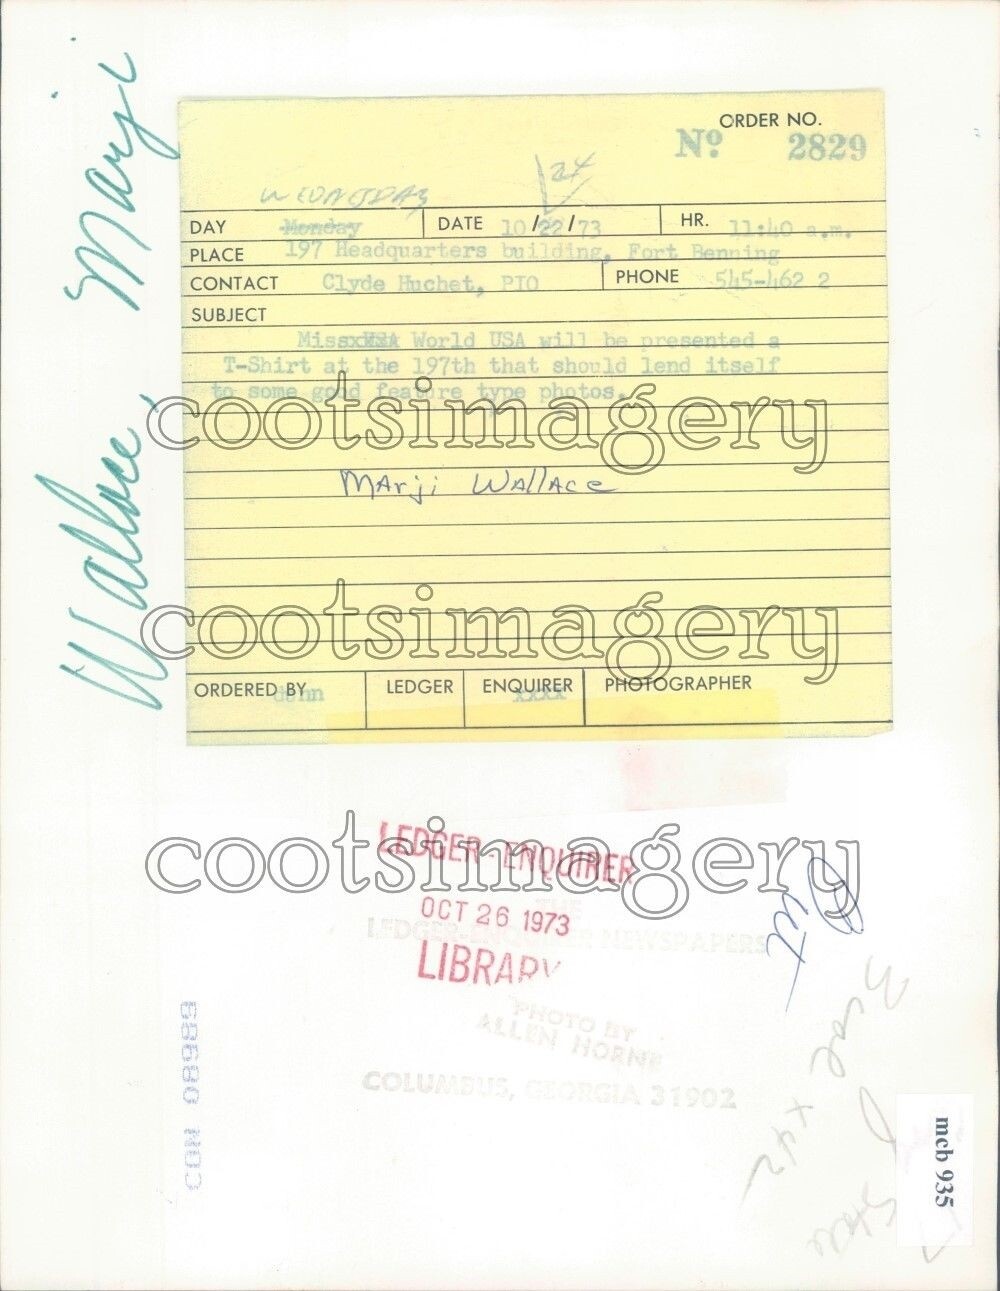 Wallace, Marji
ORDER NO.
Nº 2829
WEDNESDAY 24
DAY Monday DATE 10/22/73 HR. 11:40 a.m.
PLACE 197 Headquarters building, Fort Benning
CONTACT Clyde Huchet, PIO PHONE 545-462 2
SUBJECT
MissxxUSA World USA will be presented a
T-Shirt at the 197th that should lend itself
to some good feature type photos.
cootsimagery
Marji Wallace
cootsimagery
ORDERED BY LEDGER ENQUIRER xxxx PHOTOGRAPHER
cootsimagery
LEDGER-ENQUIRER
OCT 26 1973
LIBRARY
THE
LEDGER-ENQUIRER NEWSPAPERS
PHOTO BY
ALLEN HORNE
COLUMBUS, GEORGIA 31902
mcb 935